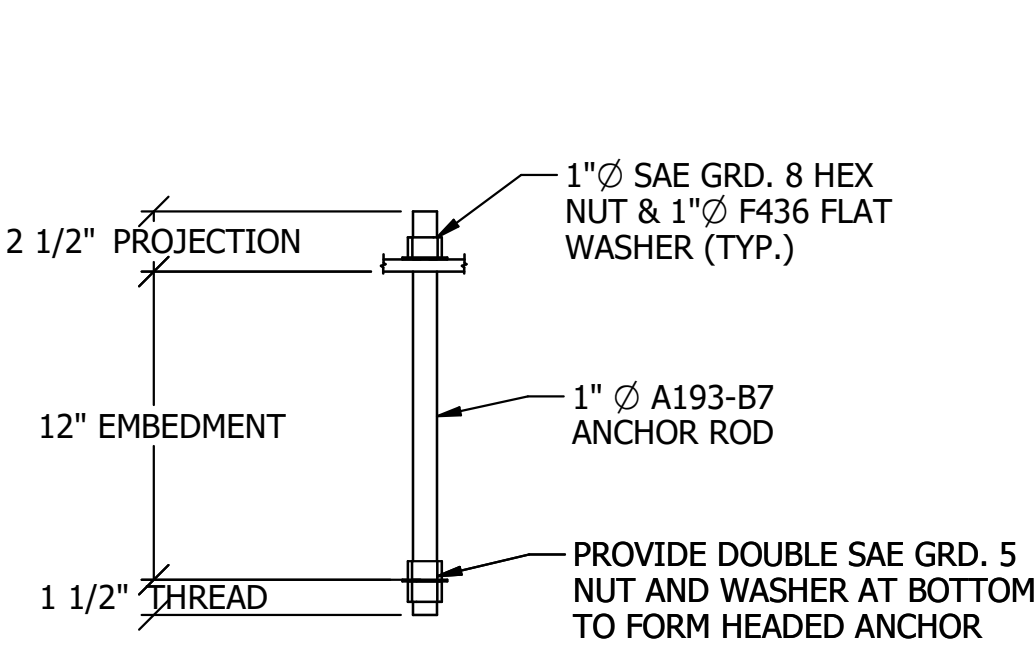 1"∅ SAE GRD. 8 HEX
NUT & 1"∅ F436 FLAT
WASHER (TYP.)
2 1/2" PROJECTION
1" ∅ A193-B7
ANCHOR ROD
12" EMBEDMENT
PROVIDE DOUBLE SAE GRD. 5
NUT AND WASHER AT BOTTOM
TO FORM HEADED ANCHOR
1 1/2" THREAD